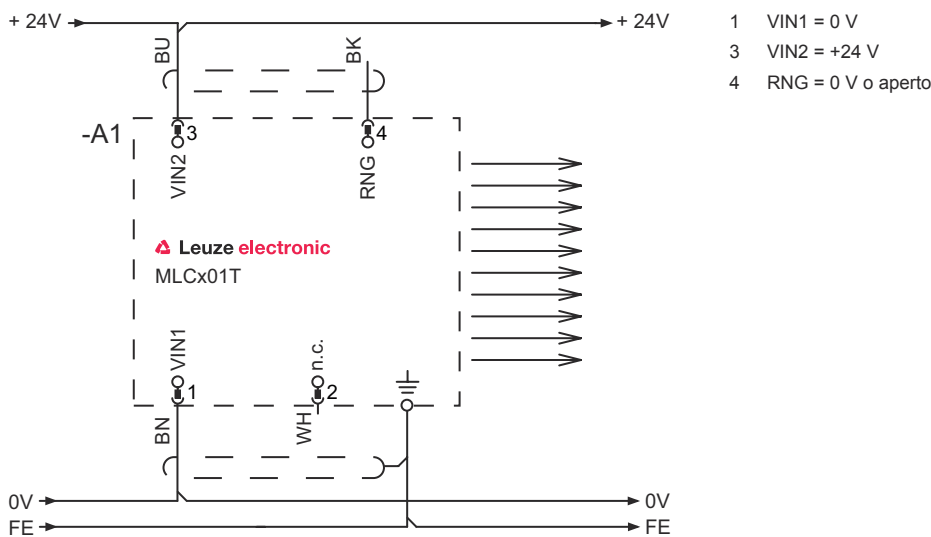 + 24V
+ 24V
1 VIN1 = 0 V
3 VIN2 = +24 V
4 RNG = 0 V o aperto
BU
BK
-A1
3
4
VIN2
RNG
Leuze electronic
MLCx01T
VIN1
n.c.
1
2
BN
WH
0V
0V
FE
FE